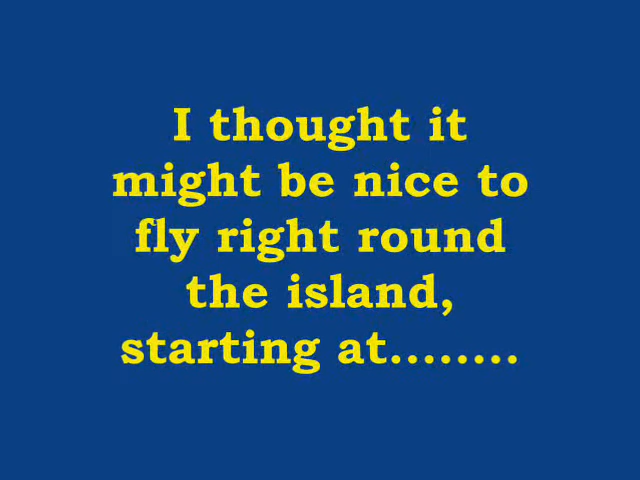 I thought it
might be nice to
fly right round
the island,
starting at........